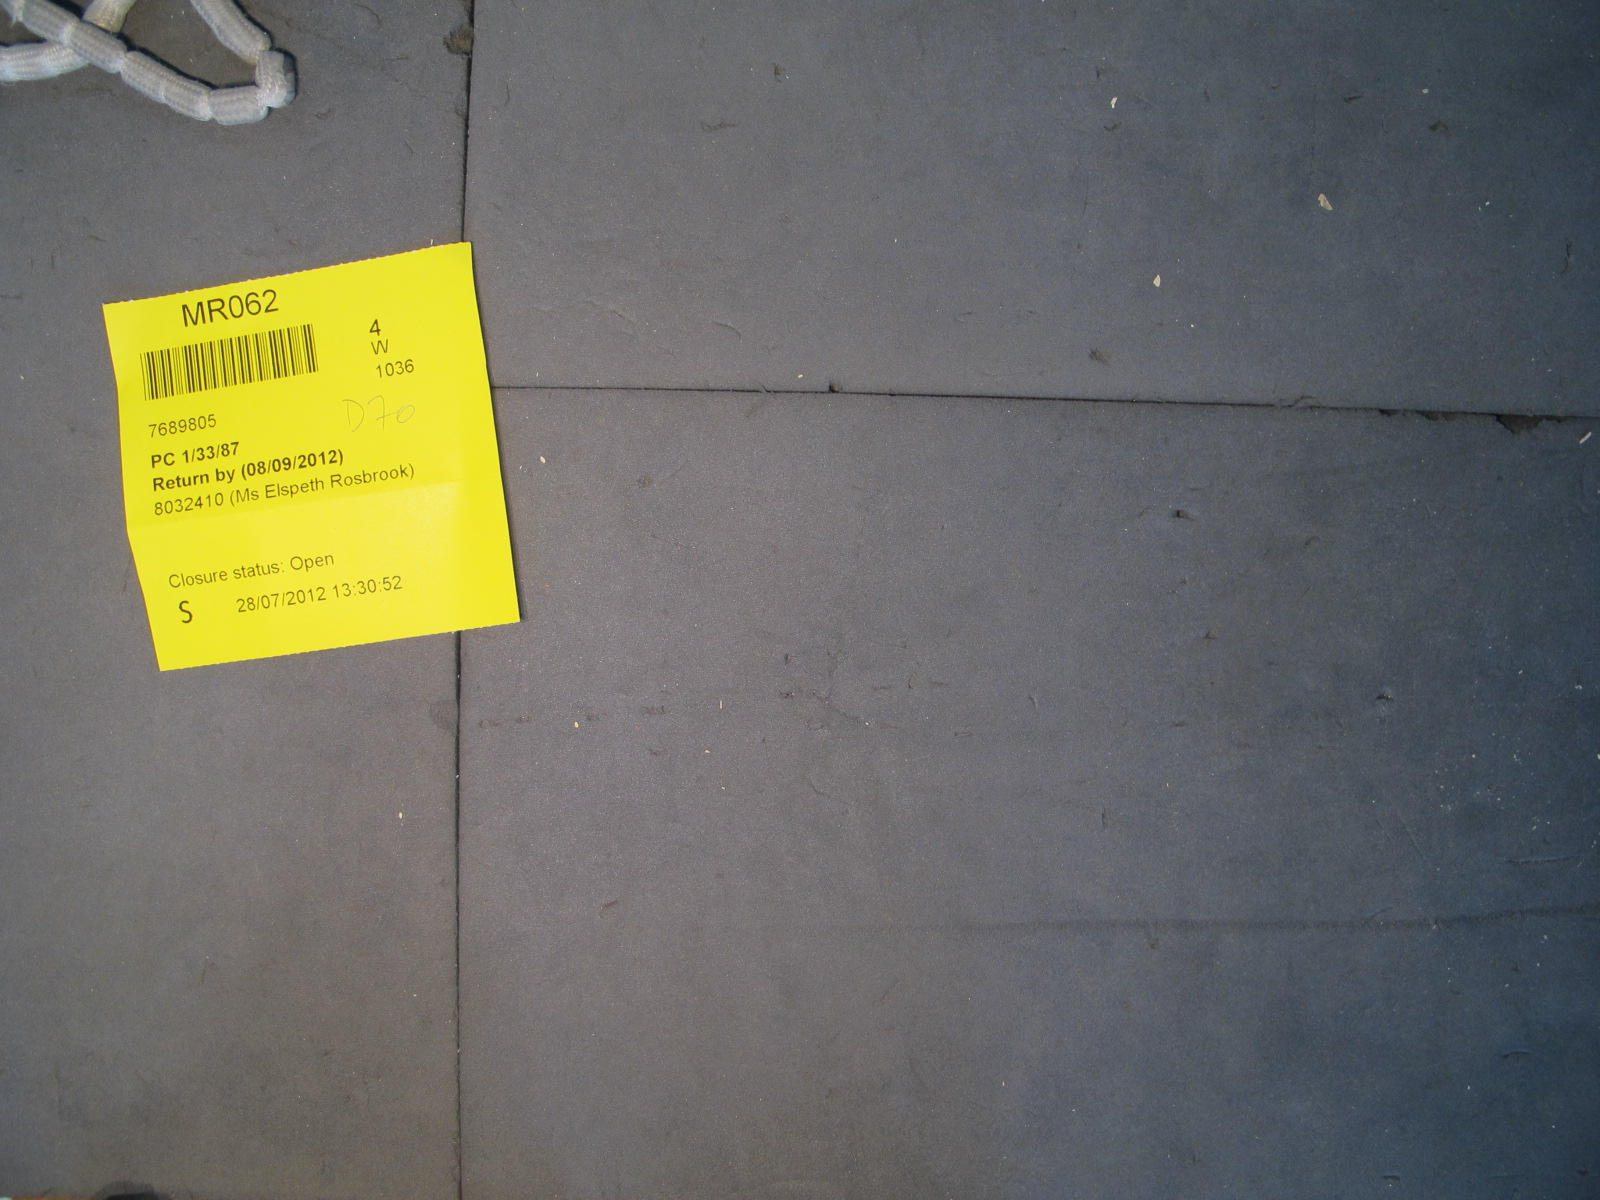 MR062
4
W
1036
7689805
D70
PC 1/33/87
Return by (08/09/2012)
8032410 (Ms Elspeth Rosbrook)
Closure status: Open
S 28/07/2012 13:30:52